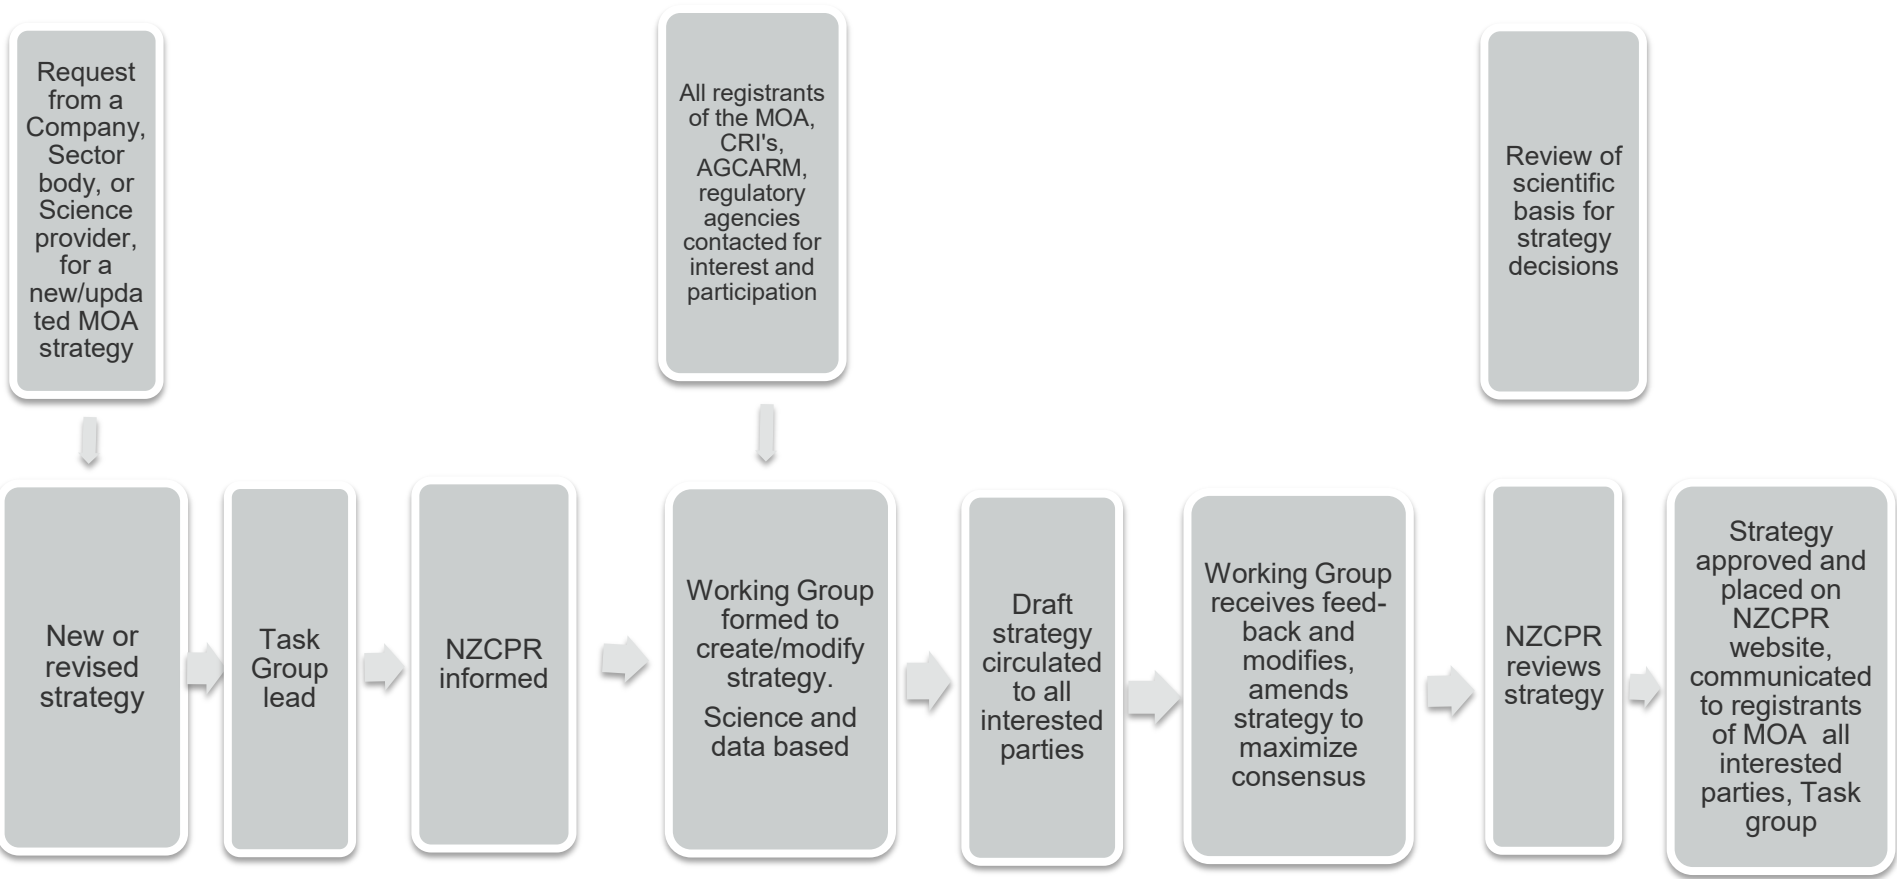 Request
from a
Company,
Sector
body, or
Science
provider,
for a
new/upda
ted MOA
strategy
All registrants
of the MOA,
CRI's,
AGCARM,
regulatory
agencies
contacted for
interest and
participation
Review of
scientific
basis for
strategy
decisions
New or
revised
strategy
Task
Group
lead
NZCPR
informed
Working Group
formed to
create/modify
strategy.
Science and
data based
Draft
strategy
circulated
to all
interested
parties
Working Group
receives feed-
back and
modifies,
amends
strategy to
maximize
consensus
NZCPR
reviews
strategy
Strategy
approved and
placed on
NZCPR
website,
communicated
to registrants
of MOA all
interested
parties, Task
group